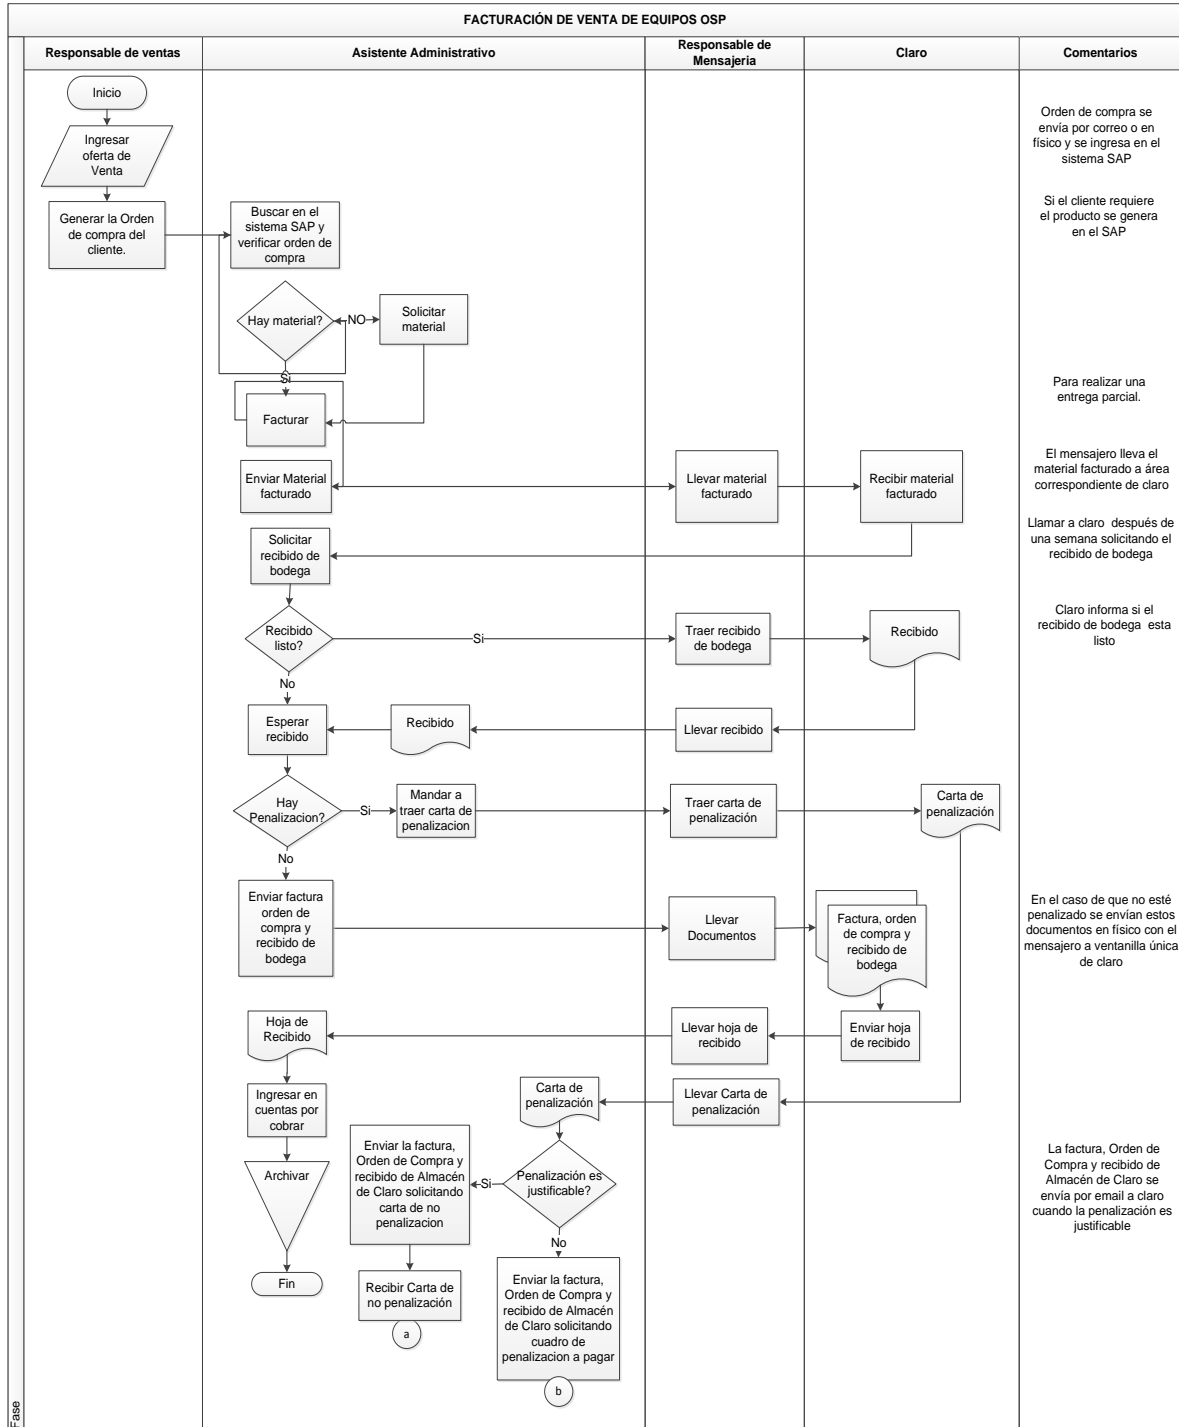 FACTURACIÓN DE VENTA DE EQUIPOS OSP
Responsable de ventas
Asistente Administrativo
Responsable de
Mensajeria
Claro
Comentarios
Inicio
Ingresar
oferta de
Venta
Orden de compra se
envía por correo o en
físico y se ingresa en el
sistema SAP
Generar la Orden
de compra del
cliente.
Buscar en el
sistema SAP y
verificar orden de
compra
Si el cliente requiere
el producto se genera
en el SAP
Hay material?
NO
Solicitar
material
Si
Facturar
Para realizar una
entrega parcial.
Enviar Material
facturado
Llevar material
facturado
Recibir material
facturado
El mensajero lleva el
material facturado a área
correspondiente de claro
Solicitar
recibido de
bodega
Llamar a claro después de
una semana solicitando el
recibido de bodega
Recibido
listo?
Si
Traer recibido
de bodega
Recibido
Claro informa si el
recibido de bodega esta
listo
No
Esperar
recibido
Recibido
Llevar recibido
Hay
Penalizacion?
Si
Mandar a
traer carta de
penalizacion
Traer carta de
penalización
Carta de
penalización
No
Enviar factura
orden de
compra y
recibido de
bodega
Llevar
Documentos
Factura, orden
de compra y
recibido de
bodega
En el caso de que no esté
penalizado se envían estos
documentos en físico con el
mensajero a ventanilla única
de claro
Hoja de
Recibido
Llevar hoja de
recibido
Enviar hoja
de recibido
Ingresar en
cuentas por
cobrar
Carta de
penalización
Llevar Carta de
penalización
Archivar
Enviar la factura,
Orden de Compra y
recibido de Almacén
de Claro solicitando
carta de no
penalizacion
Si
Penalización es
justificable?
La factura, Orden de
Compra y recibido de
Almacén de Claro se
envía por email a claro
cuando la penalización es
justificable
No
Fin
Recibir Carta de
no penalización
a
Enviar la factura,
Orden de Compra y
recibido de Almacén
de Claro solicitando
cuadro de
penalizacion a pagar
b
Fase